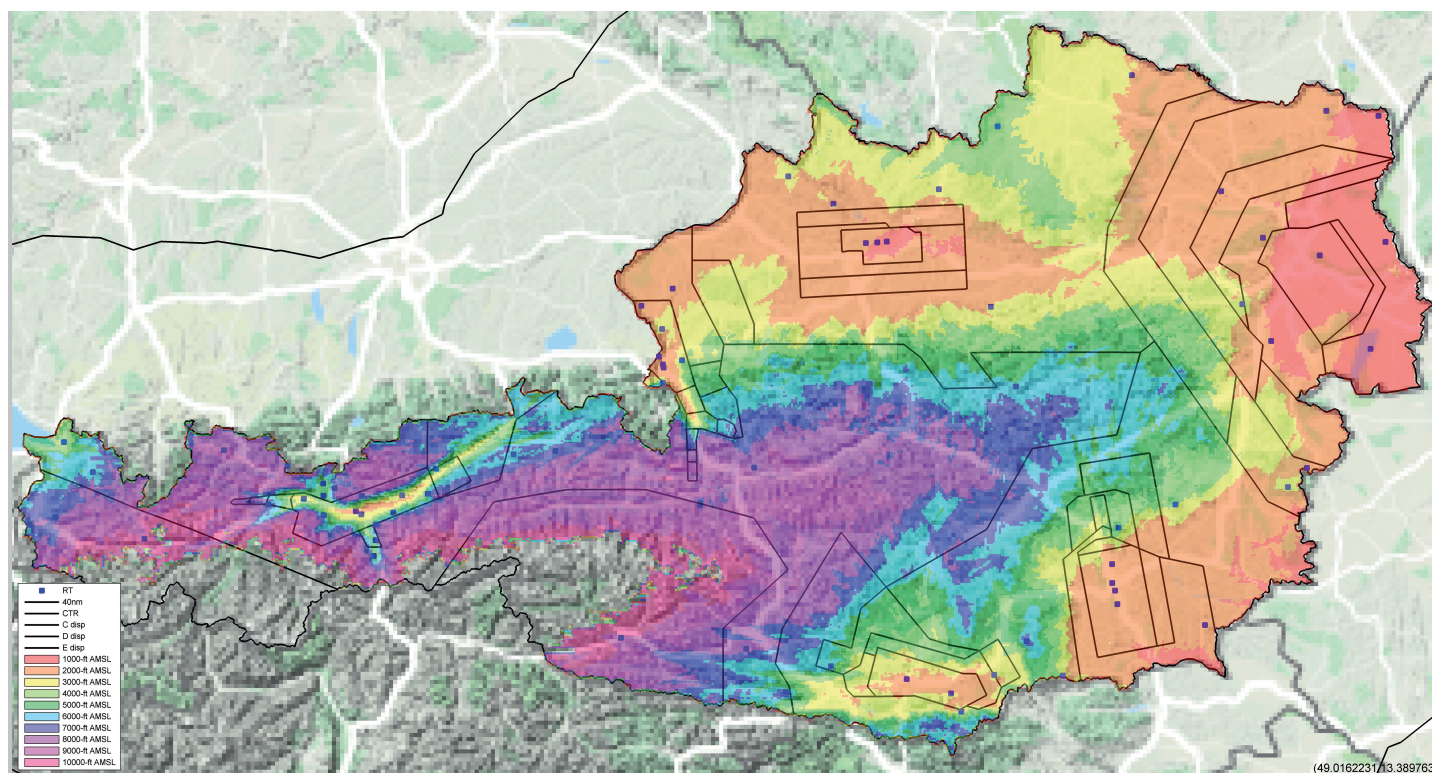 RT
40nm
CTR
C disp
D disp
E disp
1000-ft AMSL
2000-ft AMSL
3000-ft AMSL
4000-ft AMSL
5000-ft AMSL
6000-ft AMSL
7000-ft AMSL
8000-ft AMSL
9000-ft AMSL
10000-ft AMSL
(49.0162231,13.389763